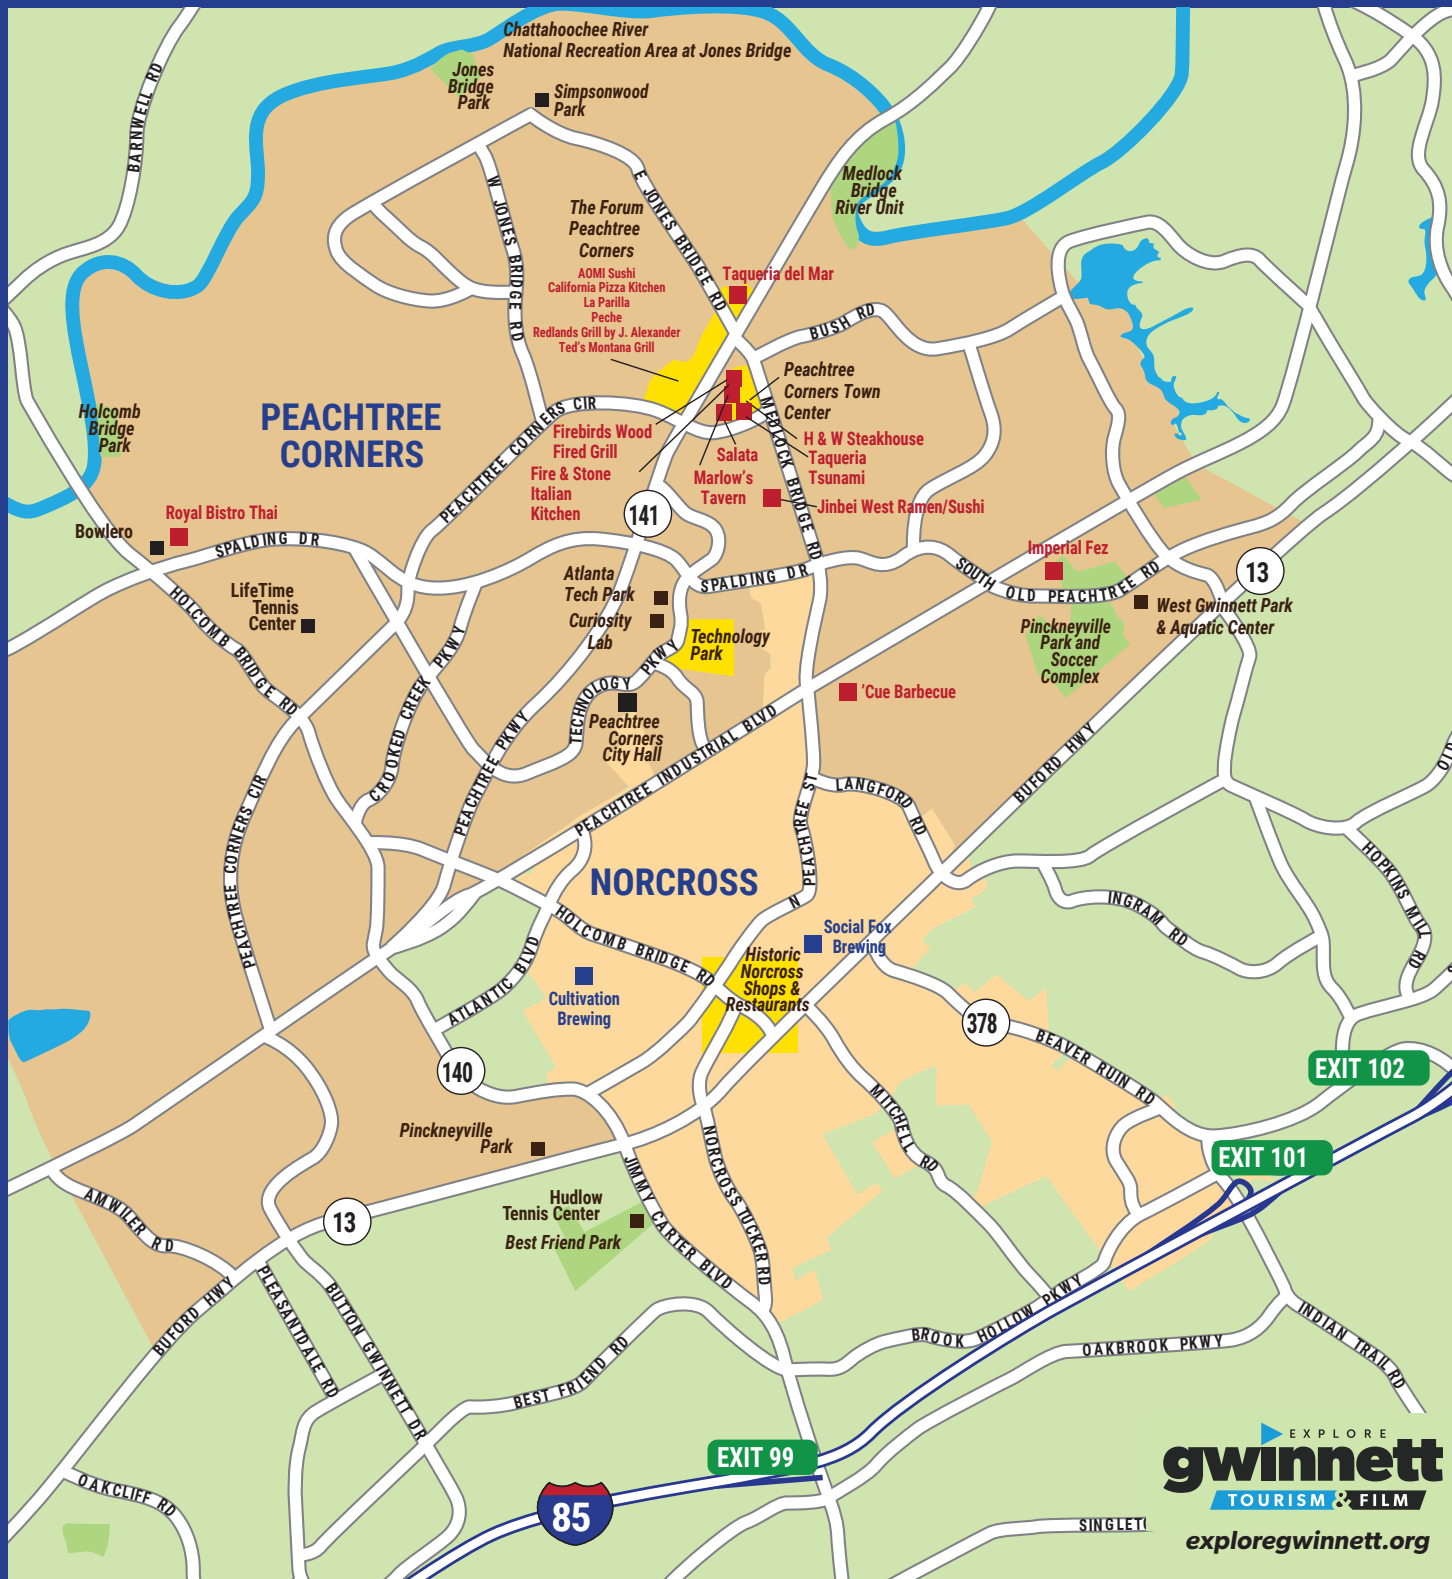 Chattahoochee River
National Recreation Area at Jones Bridge
Jones
Bridge
Park
Simpsonwood
Park
BARNWELL RD
Medlock
Bridge
River Unit
W JONES BRIDGE RD
E JONES BRIDGE RD
The Forum
Peachtree
Corners
AOMI Sushi
California Pizza Kitchen
La Parilla
Peche
Redlands Grill by J. Alexander
Ted's Montana Grill
Taqueria del Mar
BUSH RD
Peachtree
Corners Town
Center
PEACHTREE
CORNERS
Holcomb
Bridge
Park
PEACHTREE CORNERS CIR
MEDLOCK BRIDGE RD
Firebirds Wood
Fired Grill
Fire & Stone
Italian
Kitchen
Salata
Marlow's
Tavern
H & W Steakhouse
Taqueria
Tsunami
Jinbei West Ramen/Sushi
141
Royal Bistro Thai
Bowlero
SPALDING DR
SPALDING DR
Imperial Fez
SOUTH OLD PEACHTREE RD
13
West Gwinnett Park
& Aquatic Center
Pinckneyville
Park and
Soccer
Complex
LifeTime
Tennis
Center
HOLCOMB BRIDGE RD
Atlanta
Tech Park
Curiosity
Lab
Technology
Park
TECHNOLOGY PKWY
Peachtree
Corners
City Hall
CROOKED CREEK PKWY
PEACHTREE PKWY
'Cue Barbecue
PEACHTREE INDUSTRIAL BLVD
BUFORD HWY
LANGFORD RD
N PEACHTREE ST
PEACHTREE CORNERS CIR
NORCROSS
HOLCOMB BRIDGE RD
ATLANTIC BLVD
Cultivation
Brewing
Social Fox
Brewing
Historic
Norcross
Shops &
Restaurants
HOPKINS MILL RD
OLD
INGRAM RD
378
BEAVER RUIN RD
EXIT 102
EXIT 101
140
Pinckneyville
Park
MITCHELL RD
NORCROSS TUCKER RD
JIMMY CARTER BLVD
Hudlow
Tennis Center
Best Friend Park
13
AMWILER RD
BUFORD HWY
PLEASANTDALE RD
BUTTON GWINNETT DR
BEST FRIEND RD
BROOK HOLLOW PKWY
OAKBROOK PKWY
INDIAN TRAIL RD
EXIT 99
85
OAKCLIFF RD
EXPLORE
gwinnett
TOURISM & FILM
exploregwinnett.org